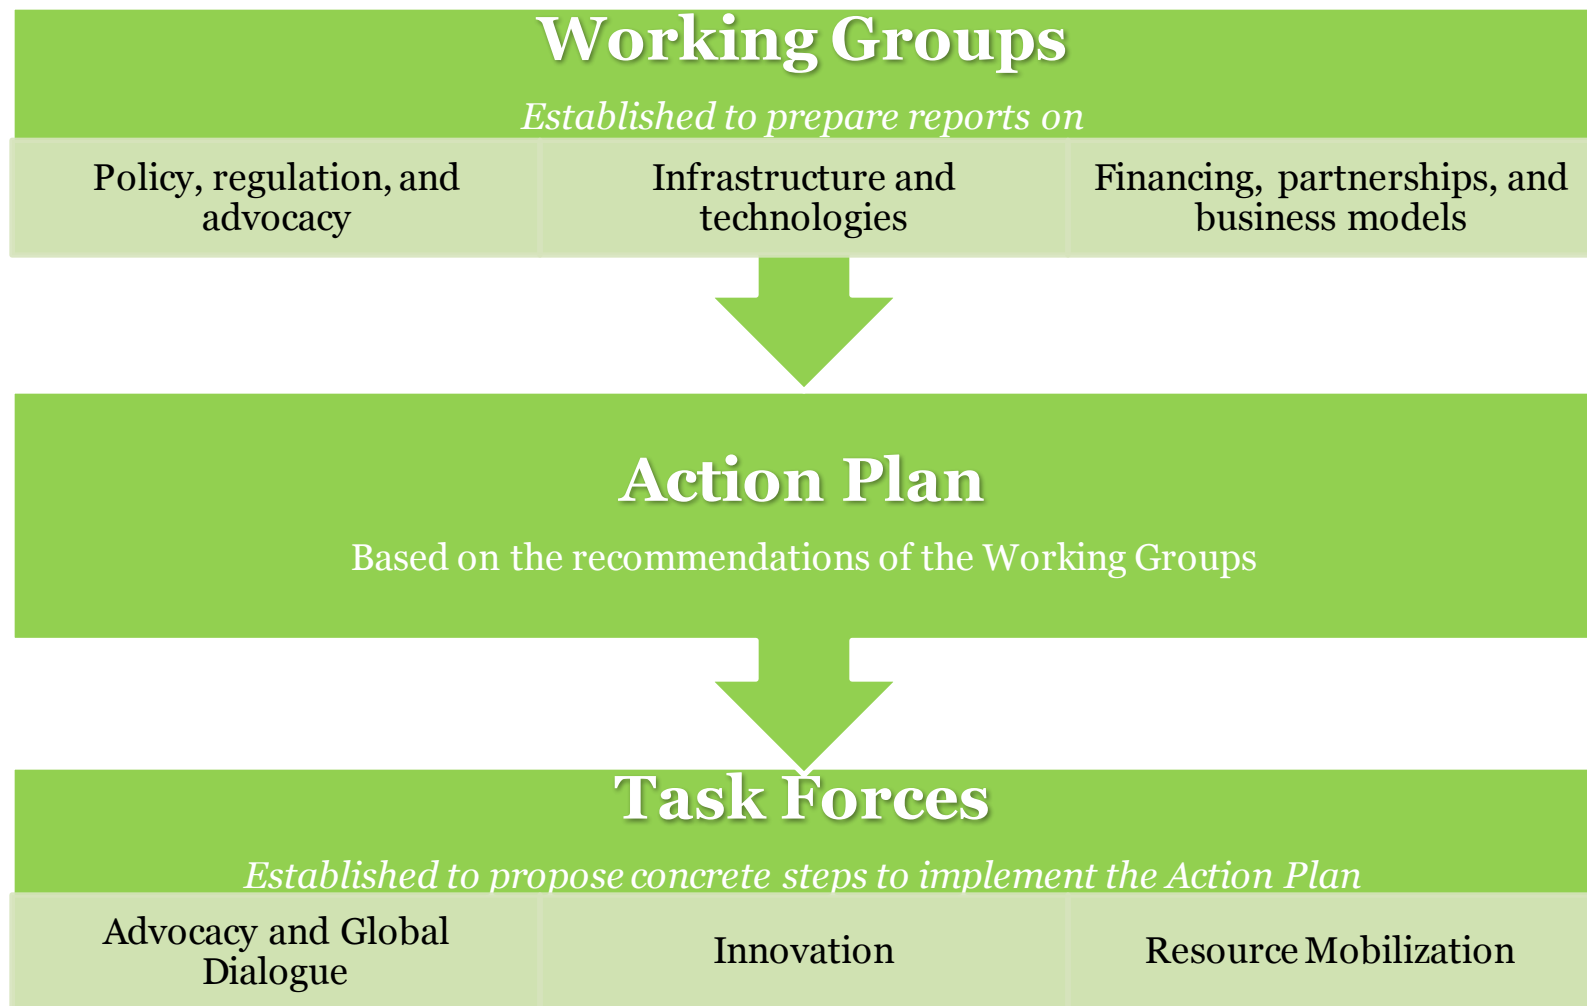 Working Groups
Established to prepare reports on
Policy, regulation, and
advocacy
Infrastructure and
technologies
Financing, partnerships, and
business models
Action Plan
Based on the recommendations of the Working Groups
Task Forces
Established to propose concrete steps to implement the Action Plan
Advocacy and Global
Dialogue
Innovation
Resource Mobilization